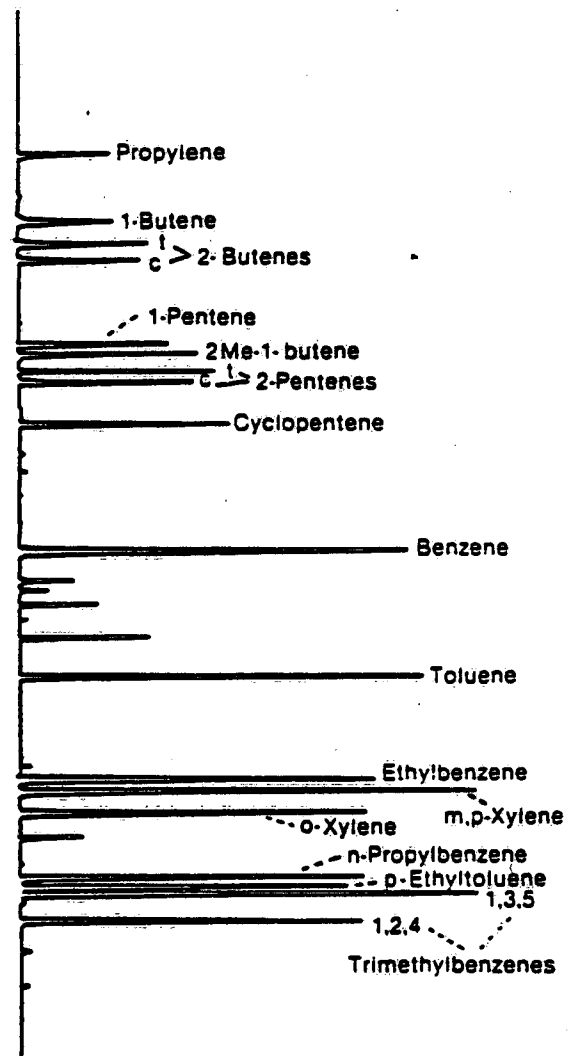 Propylene
1-Butene
t
c > 2- Butenes
1-Pentene
2Me-1- butene
t
c > 2-Pentenes
Cyclopentene
Benzene
Toluene
Ethylbenzene
m,p-Xylene
o-Xylene
n-Propylbenzene
p-Ethyltoluene
1,3,5
1,2,4
Trimethylbenzenes